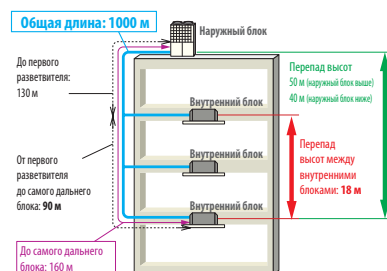 Общая длина: 1000 м
Наружный блок
До первого
разветвителя:
130 м
Перепад высот
50 м (наружный блок выше)
40 м (наружный блок ниже)
Внутренний блок
От первого
разветвителя
до самого дальнего
блока: 90 м
Перепад
высот между
внутренними
блоками: 18 м
Внутренний блок
Внутренний блок
До самого дальнего
блока: 160 м